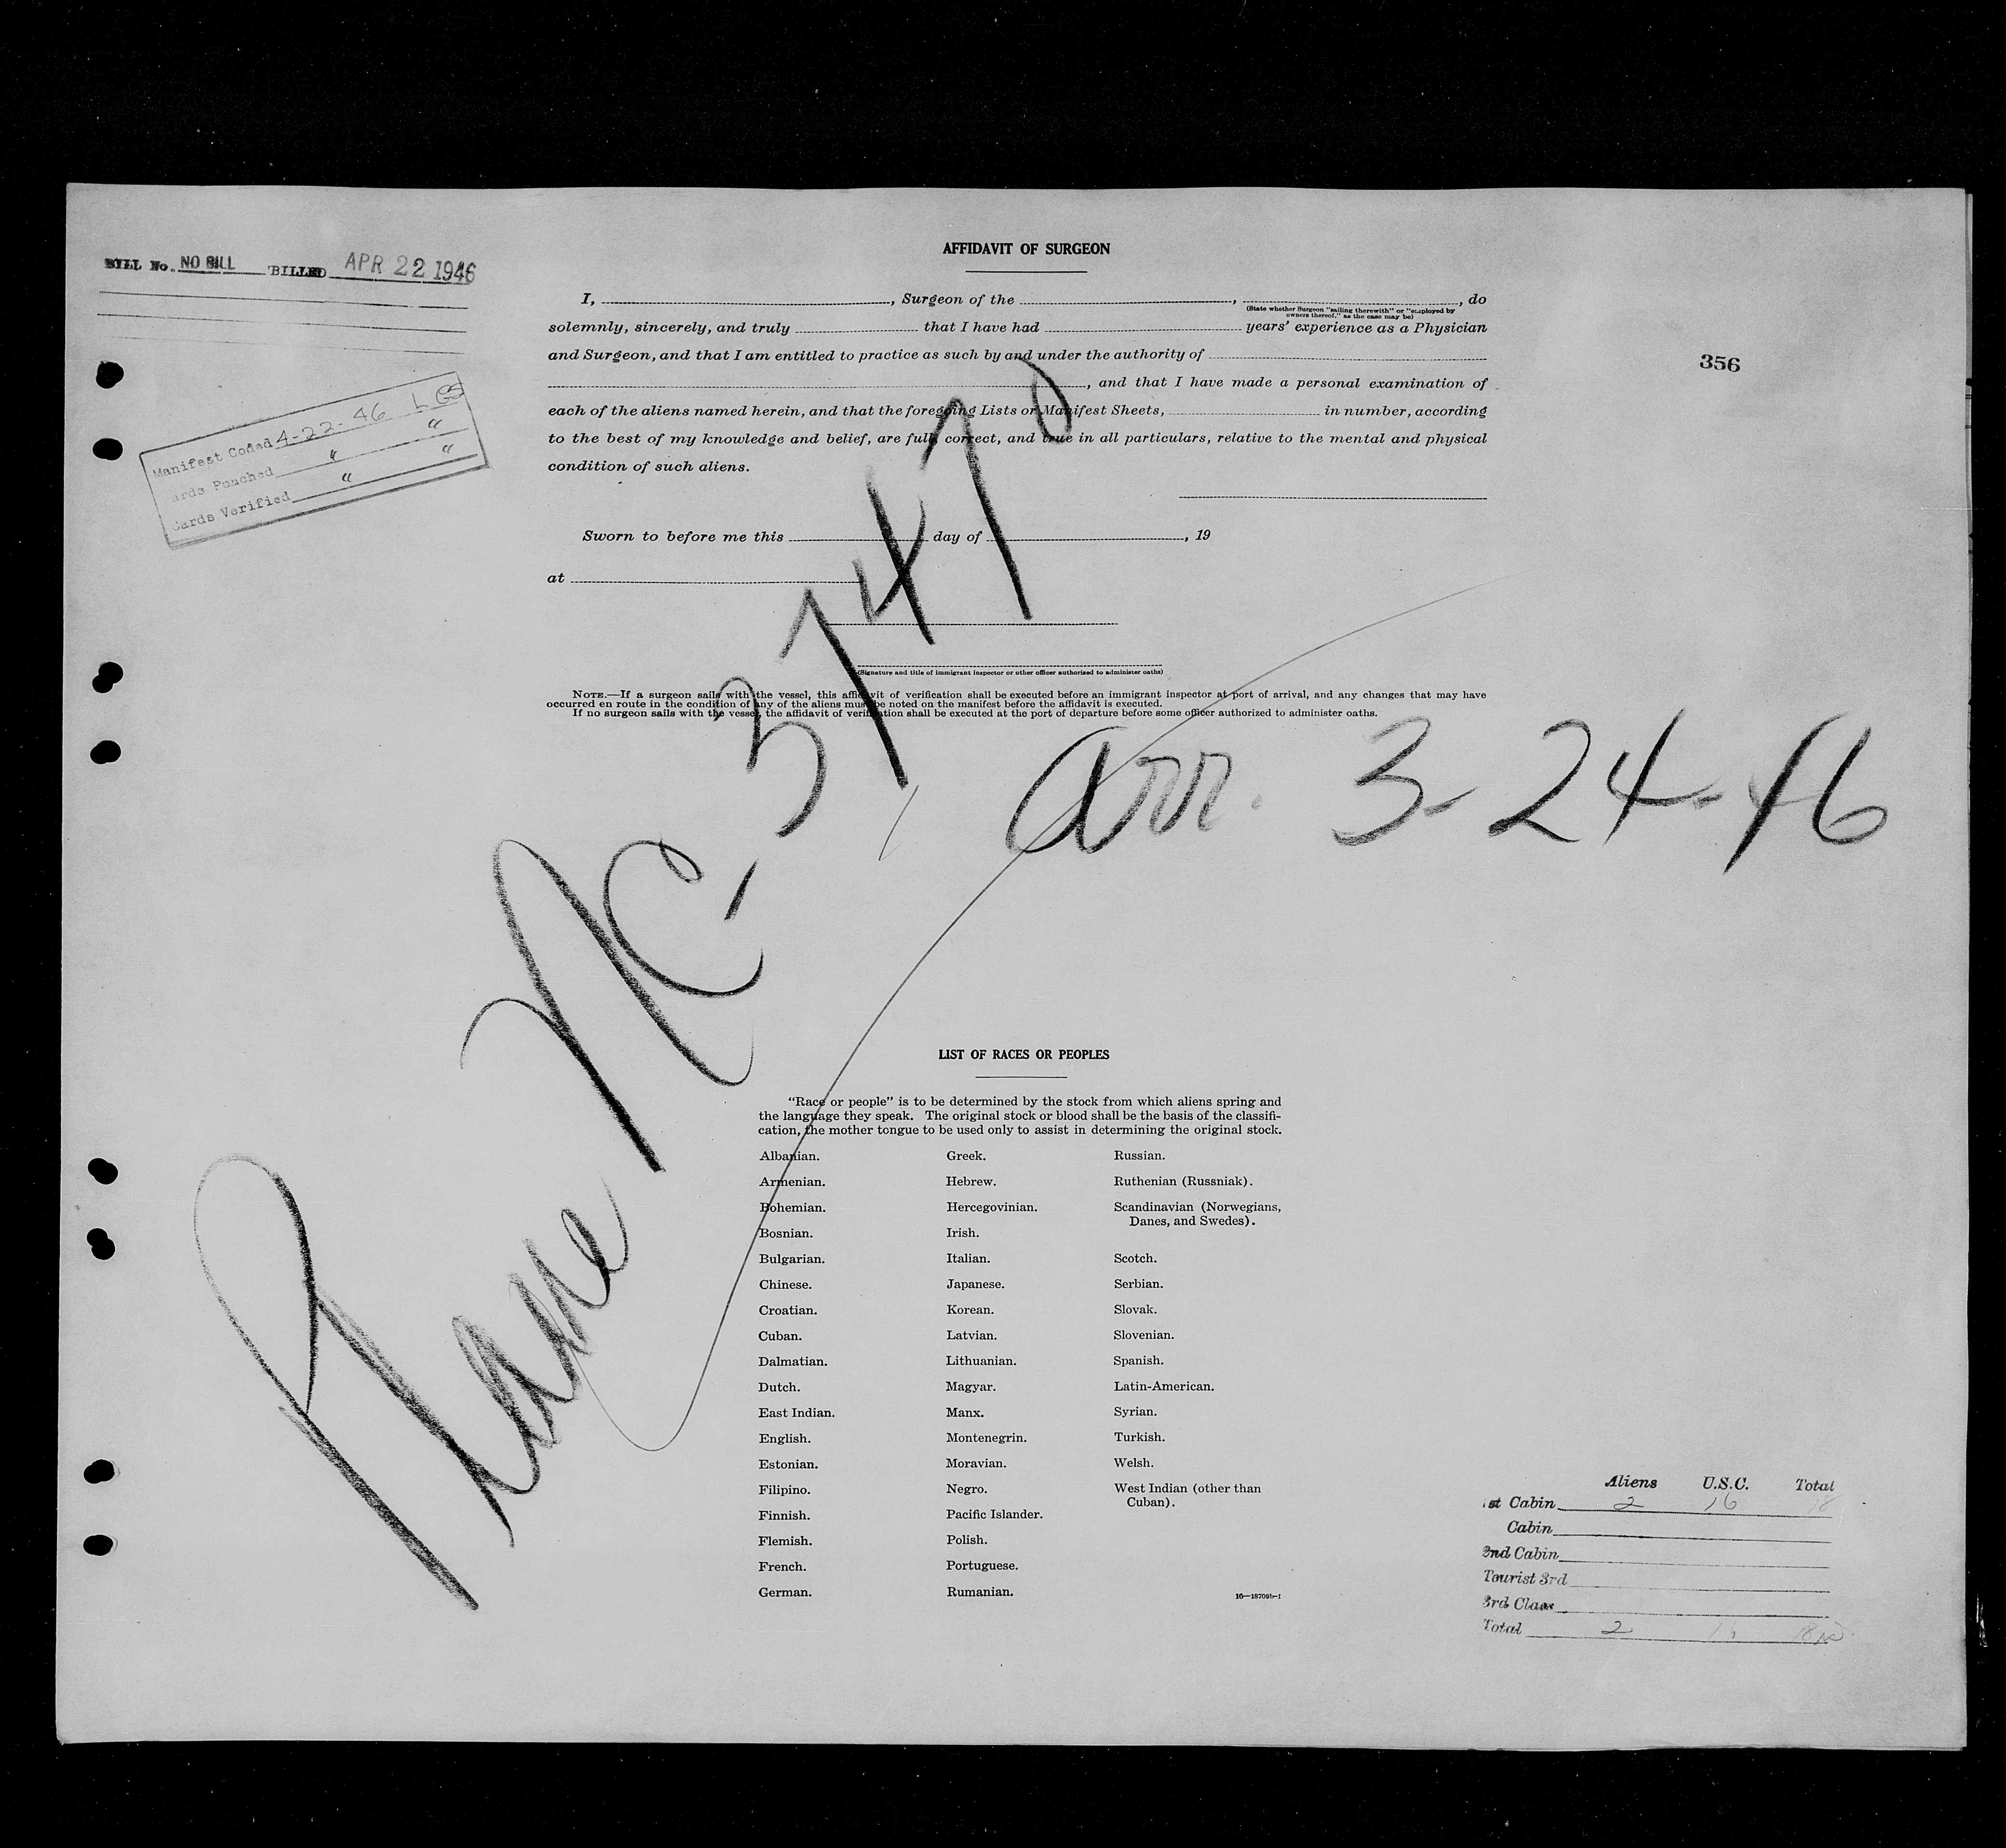 BILL No. NO BILL BILLED APR 22 1946
Manifest Coded 4-22-46 LGS
Cards Punched " "
Cards Verified " "
356
AFFIDAVIT OF SURGEON
I, , Surgeon of the , , do
(State whether Surgeon "sailing therewith" or "employed by
owners thereof," as the case may be)
solemnly, sincerely, and truly that I have had years' experience as a Physician
and Surgeon, and that I am entitled to practice as such by and under the authority of
, and that I have made a personal examination of
each of the aliens named herein, and that the foregoing Lists or Manifest Sheets, in number, according
to the best of my knowledge and belief, are full, correct, and true in all particulars, relative to the mental and physical
condition of such aliens.
Sworn to before me this day of , 19
at
(Signature and title of immigrant inspector or other officer authorized to administer oaths)
NOTE.—If a surgeon sails with the vessel, this affidavit of verification shall be executed before an immigrant inspector at port of arrival, and any changes that may have
occurred en route in the condition of any of the aliens must be noted on the manifest before the affidavit is executed.
If no surgeon sails with the vessel, the affidavit of verification shall be executed at the port of departure before some officer authorized to administer oaths.
Plane NC-37470
arr. 3-24-46
LIST OF RACES OR PEOPLES
"Race or people" is to be determined by the stock from which aliens spring and
the language they speak. The original stock or blood shall be the basis of the classifi-
cation, the mother tongue to be used only to assist in determining the original stock.
Albanian.
Armenian.
Bohemian.
Bosnian.
Bulgarian.
Chinese.
Croatian.
Cuban.
Dalmatian.
Dutch.
East Indian.
English.
Estonian.
Filipino.
Finnish.
Flemish.
French.
German.
Greek.
Hebrew.
Hercegovinian.
Irish.
Italian.
Japanese.
Korean.
Latvian.
Lithuanian.
Magyar.
Manx.
Montenegrin.
Moravian.
Negro.
Pacific Islander.
Polish.
Portuguese.
Rumanian.
Russian.
Ruthenian (Russniak).
Scandinavian (Norwegians,
Danes, and Swedes).
Scotch.
Serbian.
Slovak.
Slovenian.
Spanish.
Latin-American.
Syrian.
Turkish.
Welsh.
West Indian (other than
Cuban).
16—18709b-1
Aliens U.S.C. Total
1st Cabin 2 16 18
Cabin
2nd Cabin
Tourist 3rd
3rd Class
Total 2 16 18